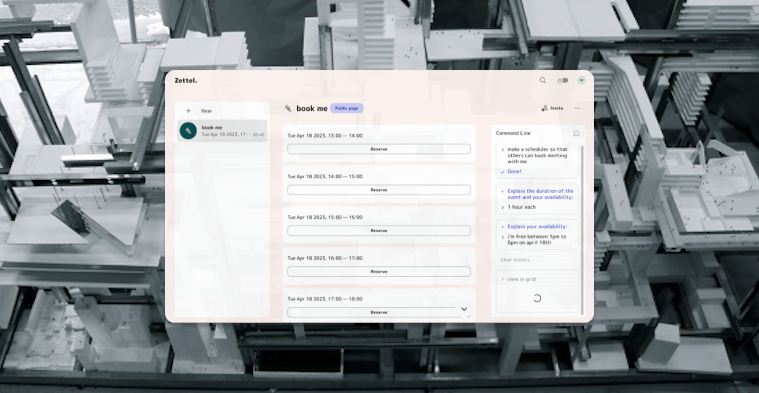 Zettel.
New
book me
Tue Apr 18 2023, 17--
book me
Public page
Invite
Tue Apr 18 2023, 13:00 — 14:00
Reserve
Tue Apr 18 2023, 14:00 — 15:00
Reserve
Tue Apr 18 2023, 15:00 — 16:00
Reserve
Tue Apr 18 2023, 16:00 — 17:00
Reserve
Tue Apr 18 2023, 17:00 — 18:00
Reserve
Command Line
make a scheduler so that
others can book meeting
with me
Done!
Explain the duration of the
event and your availability:
1 hour each
Explain your availability:
i'm free between 1pm to
6pm on april 18th
Clear history
view in grid